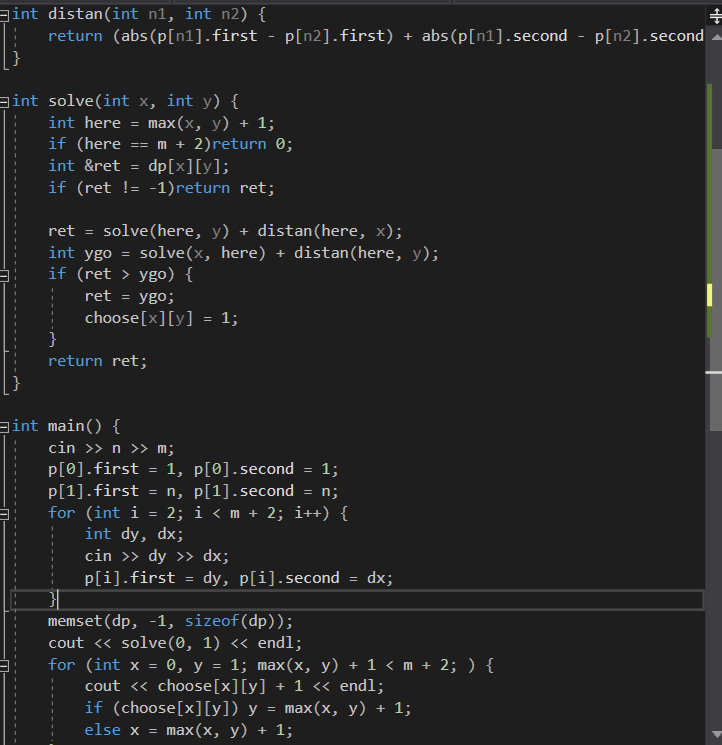 int distan(int n1, int n2) {
    return (abs(p[n1].first - p[n2].first) + abs(p[n1].second - p[n2].second
}

int solve(int x, int y) {
    int here = max(x, y) + 1;
    if (here == m + 2)return 0;
    int &ret = dp[x][y];
    if (ret != -1)return ret;

    ret = solve(here, y) + distan(here, x);
    int ygo = solve(x, here) + distan(here, y);
    if (ret > ygo) {
        ret = ygo;
        choose[x][y] = 1;
    }
    return ret;
}

int main() {
    cin >> n >> m;
    p[0].first = 1, p[0].second = 1;
    p[1].first = n, p[1].second = n;
    for (int i = 2; i < m + 2; i++) {
        int dy, dx;
        cin >> dy >> dx;
        p[i].first = dy, p[i].second = dx;
    }
    memset(dp, -1, sizeof(dp));
    cout << solve(0, 1) << endl;
    for (int x = 0, y = 1; max(x, y) + 1 < m + 2; ) {
        cout << choose[x][y] + 1 << endl;
        if (choose[x][y]) y = max(x, y) + 1;
        else x = max(x, y) + 1;